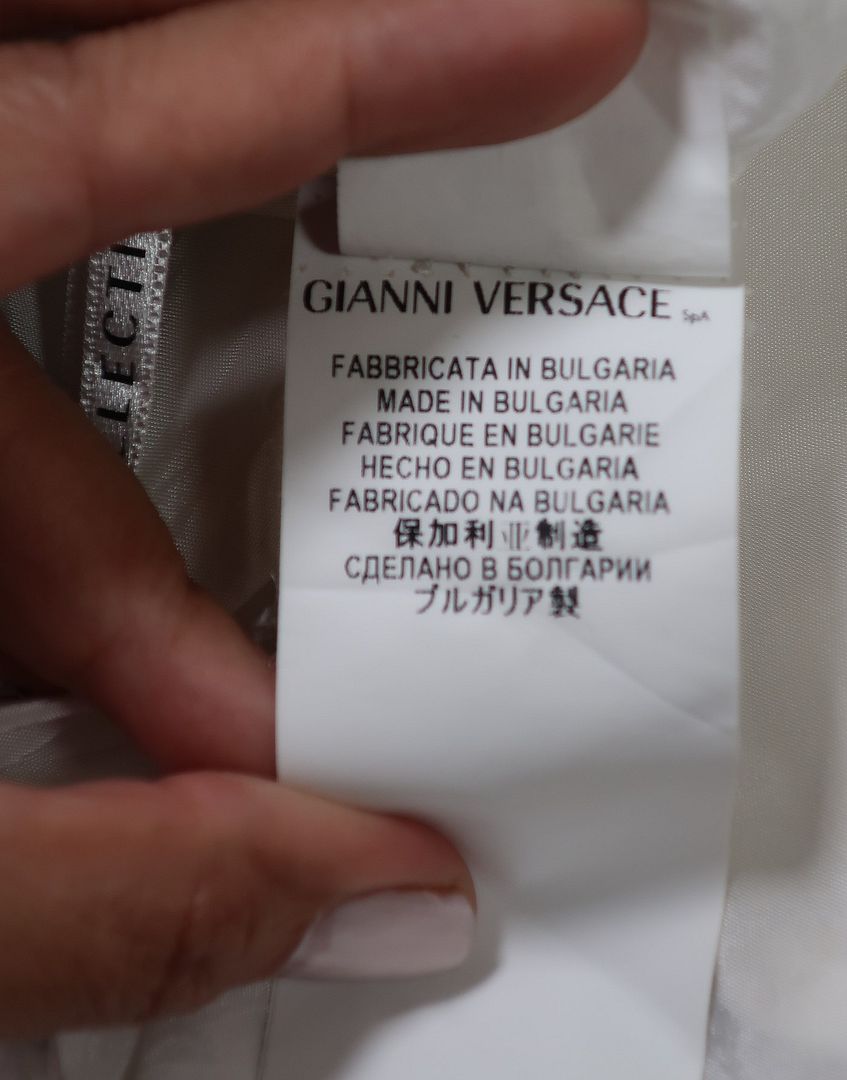 GIANNI VERSACE SpA
FABBRICATA IN BULGARIA
MADE IN BULGARIA
FABRIQUE EN BULGARIE
HECHO EN BULGARIA
FABRICADO NA BULGARIA
保加利亚制造
СДЕЛАНО В БОЛГАРИИ
ブルガリア製